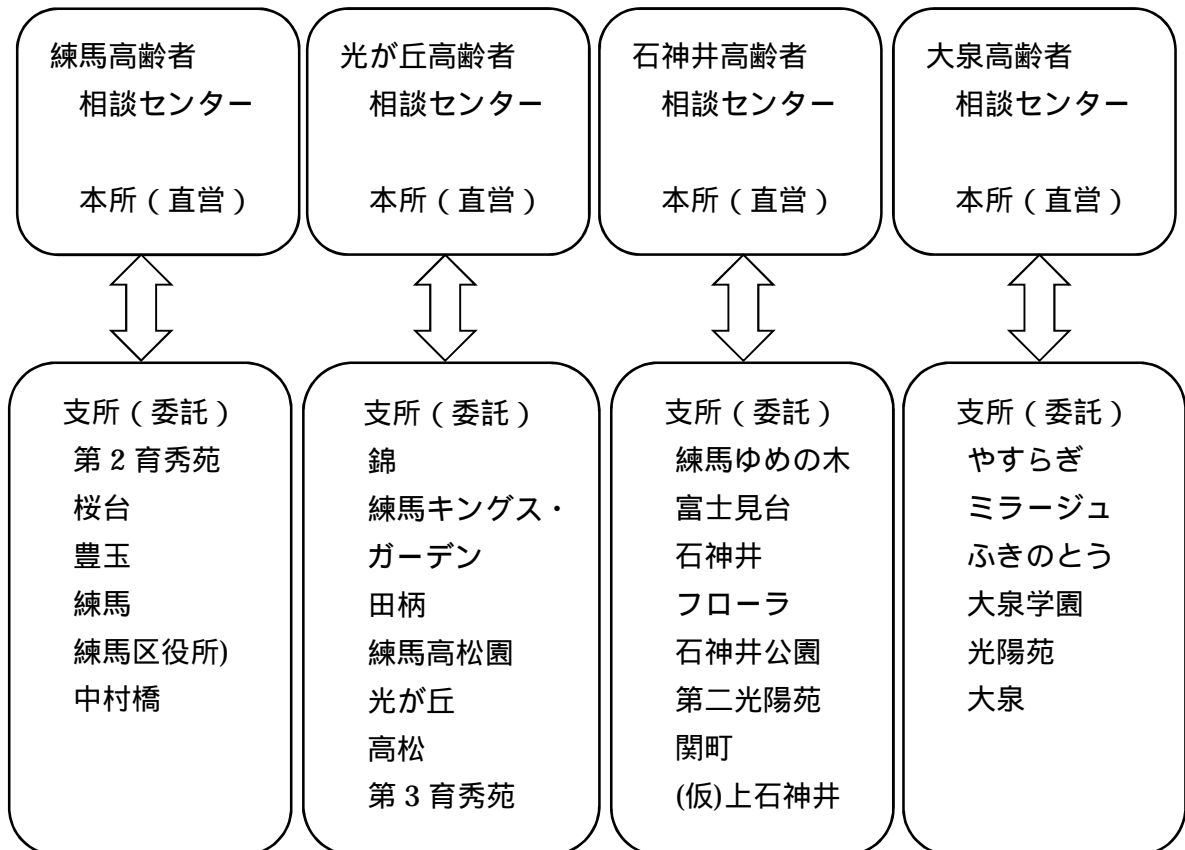 練馬高齢者
相談センター
本所（直営）
光が丘高齢者
相談センター
本所（直営）
石神井高齢者
相談センター
本所（直営）
大泉高齢者
相談センター
本所（直営）
支所（委託）
第２育秀苑
桜台
豊玉
練馬
練馬区役所)
中村橋
支所（委託）
錦
練馬キングス・
ガーデン
田柄
練馬高松園
光が丘
高松
第３育秀苑
支所（委託）
練馬ゆめの木
富士見台
石神井
フローラ
石神井公園
第二光陽苑
関町
(仮)上石神井
支所（委託）
やすらぎ
ミラージュ
ふきのとう
大泉学園
光陽苑
大泉